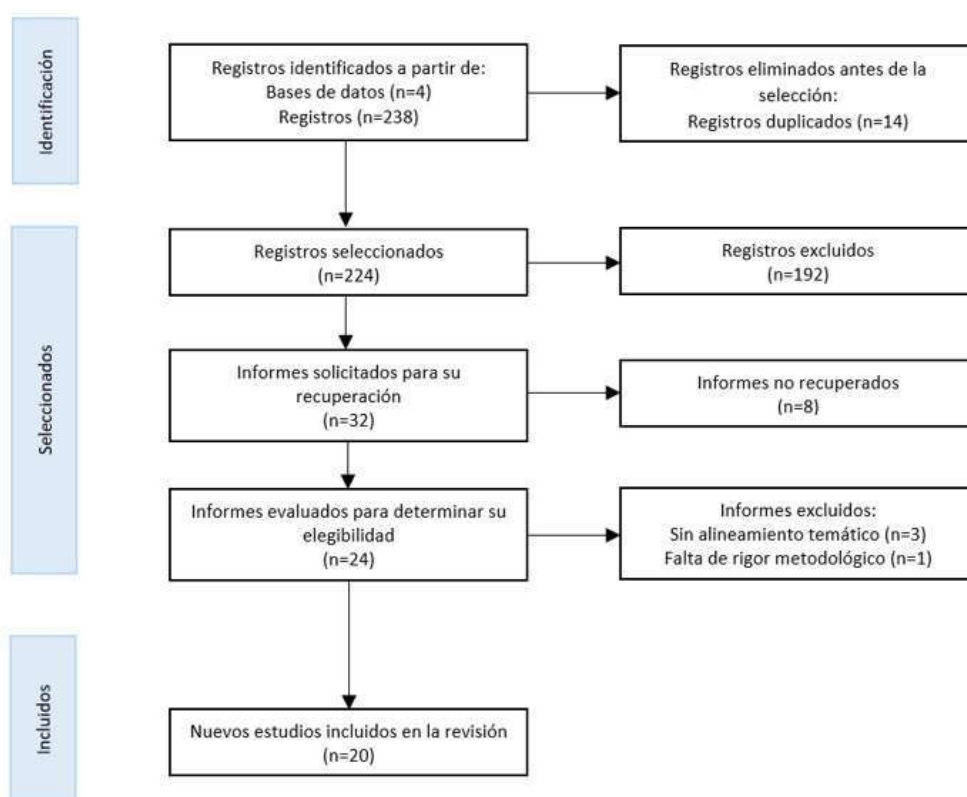 Identificación
Registros identificados a partir de:
Bases de datos (n=4)
Registros (n=238)
Registros eliminados antes de la
selección:
Registros duplicados (n=14)
Seleccionados
Registros seleccionados
(n=224)
Registros excluidos
(n=192)
Informes solicitados para su
recuperación
(n=32)
Informes no recuperados
(n=8)
Informes evaluados para determinar su
elegibilidad
(n=24)
Informes excluidos:
Sin alineamiento temático (n=3)
Falta de rigor metodológico (n=1)
Incluidos
Nuevos estudios incluidos en la revisión
(n=20)